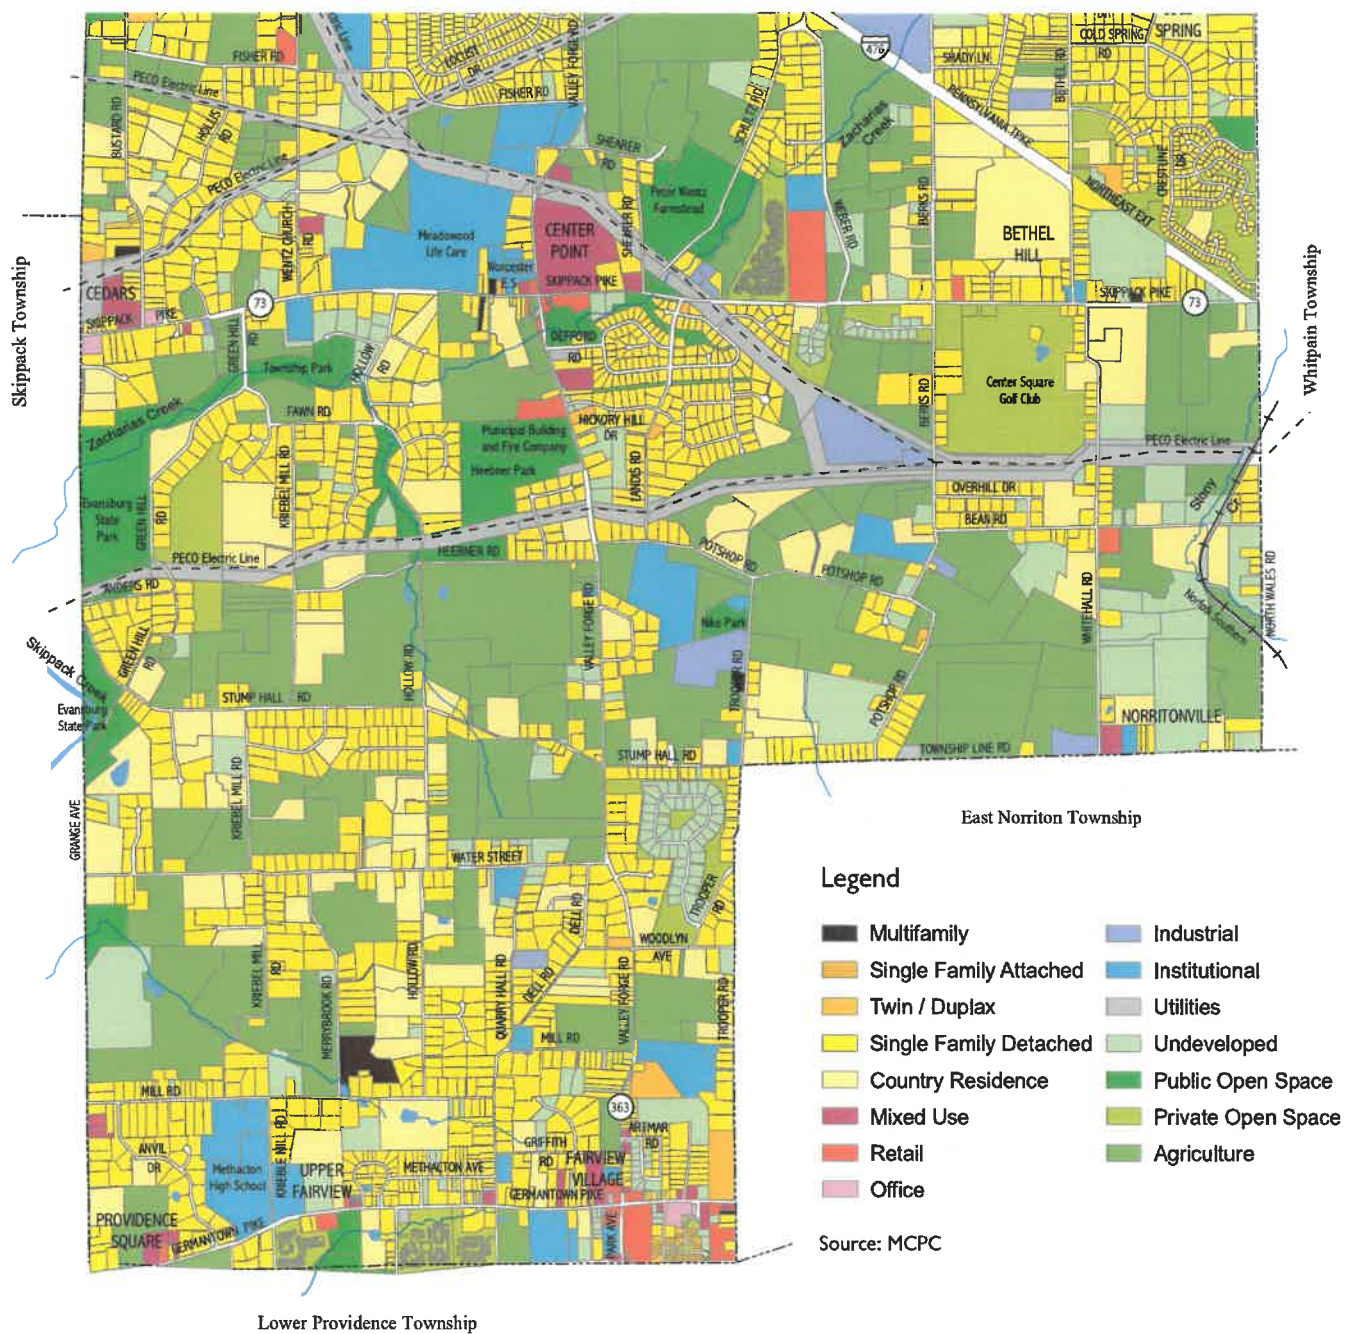 FISHER RD
LOCUST
DR
VALLEY FORGE RD
476
SHADY LN
BETHEL RD
COLD SPRING
RD
SPRING
PECO Electric Line
FISHER RD
SCHULTZ RD
PENNSYLVANIA TPKE
BUSTARD RD
HOLLIS
RD
Zacharias
Creek
SHEARER
RD
CRESTLINE
DR
PECO Electric Line
Peter Wentz
Farmstead
BERKS RD
NORTHEAST EXT
WENTZ CHURCH
RD
Meadowood
Life Care
CENTER
POINT
SHEARER RD
WEBER RD
BETHEL
HILL
Worcester
E S
SKIPPACK PIKE
CEDARS
SKIPPACK
PIKE
73
SKIPPACK PIKE
73
Skippack Township
Whitpain Township
GREEN HILL
RD
DEFFORD
RD
HOLLOW
RD
Township Park
Center Square
Golf Club
BERKS RD
Zacharias Creek
FAWN RD
HICKORY HILL
DR
Municipal Building
and Fire Company
Heebner Park
PECO Electric Line
KRIEBEL MILL RD
LANDIS RD
OVERHILL DR
BEAN RD
Stony
Cr
Evansburg
State
Park
GREEN HILL
RD
PECO Electric Line
HEEBNER RD
POTSHOP RD
POTSHOP RD
ANDERS RD
VALLEY FORGE RD
WHITEHALL RD
NORTH WALES RD
Norfolk Southern
Nike Park
GREEN HILL
RD
Skippack Creek
HOLLOW RD
TROOPER RD
POTSHOP RD
STUMP HALL RD
Evansburg
State Park
NORRITONVILLE
STUMP HALL RD
TOWNSHIP LINE RD
KRIEBEL MILL RD
GRANGE AVE
East Norriton Township
WATER STREET
TROOPER
RD
DELL RD
WOODLYN
AVE
KRIEBEL MILL
RD
HOLLOW RD
QUARRY HALL RD
DELL RD
VALLEY FORGE RD
TROOPER RD
MERRYBROOK RD
MILL RD
MILL RD
363
ANVIL
DR
KRIEBLE MILL RD
GRIFFITH
RD
ARTMAR
RD
Methacton
High School
UPPER
FAIRVIEW
METHACTON AVE
FAIRVIEW
VILLAGE
GERMANTOWN PIKE
PROVIDENCE
SQUARE
GERMANTOWN PIKE
PARK AVE
Lower Providence Township
Legend
Multifamily
Single Family Attached
Twin / Duplax
Single Family Detached
Country Residence
Mixed Use
Retail
Office
Industrial
Institutional
Utilities
Undeveloped
Public Open Space
Private Open Space
Agriculture
Source: MCPC